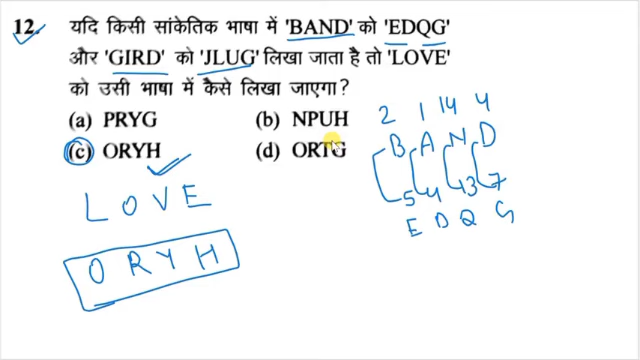 12. यदि किसी सांकेतिक भाषा में 'BAND' को 'EDQG'
और 'GIRD' को 'JLUG' लिखा जाता है तो 'LOVE'
को उसी भाषा में कैसे लिखा जाएगा?
(a) PRYG (b) NPUH
(c) ORYH (d) ORTG
2 1 14 4
B A N D
5 4 13 7
E D Q G
L O V E
O R Y H